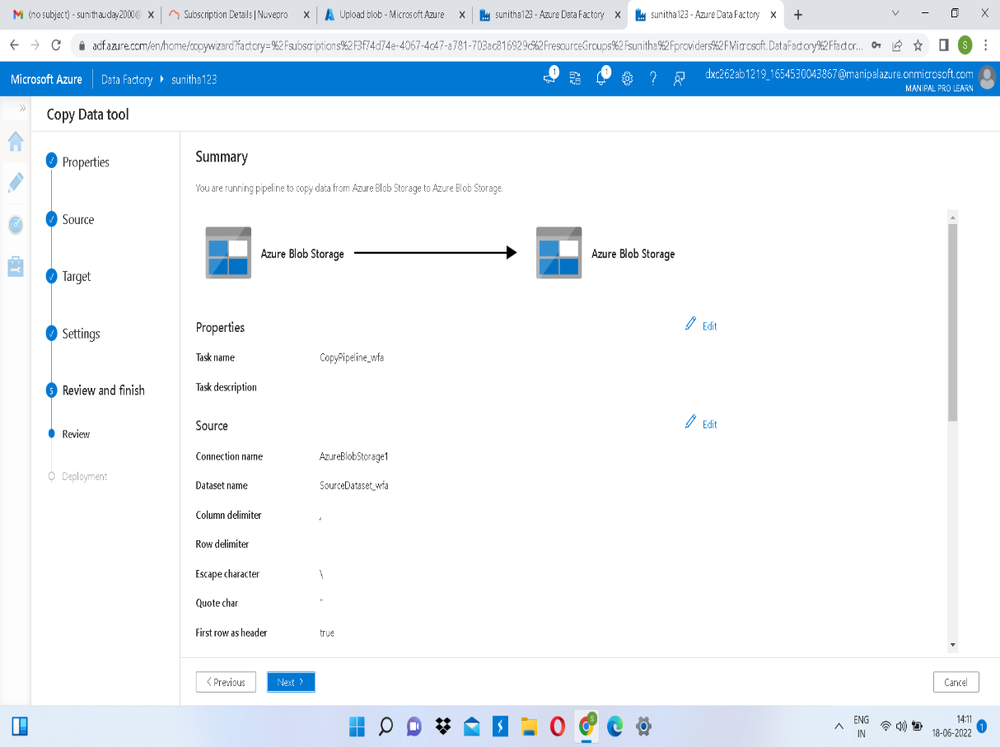 (no subject) - sunithauday2000@
Subscription Details | Nuvepro
Upload blob - Microsoft Azure
sunitha123 - Azure Data Factory
sunitha123 - Azure Data Factory
adf.azure.com/en/home/copywizard?factory=%2Fsubscriptions%2F3f74d74e-4067-4c47-a781-703ac816929c%2FresourceGroups%2Fsunitha%2Fproviders%2FMicrosoft.DataFactory%2Ffactor...
S
Microsoft Azure
Data Factory
sunitha123
1
1
dxc262ab1219_1654530043867@manipalazure.onmicrosoft.com
MANIPAL PRO LEARN
Copy Data tool
Properties
Source
Target
Settings
5
Review and finish
Review
Deployment
Summary
You are running pipeline to copy data from Azure Blob Storage to Azure Blob Storage.
Azure Blob Storage
Azure Blob Storage
Properties
Edit
Task name
CopyPipeline_wfa
Task description
Source
Edit
Connection name
AzureBlobStorage1
Dataset name
SourceDataset_wfa
Column delimiter
,
Row delimiter
Escape character
\
Quote char
"
First row as header
true
< Previous
Next >
Cancel
S
ENG
IN
14:11
18-06-2022
1